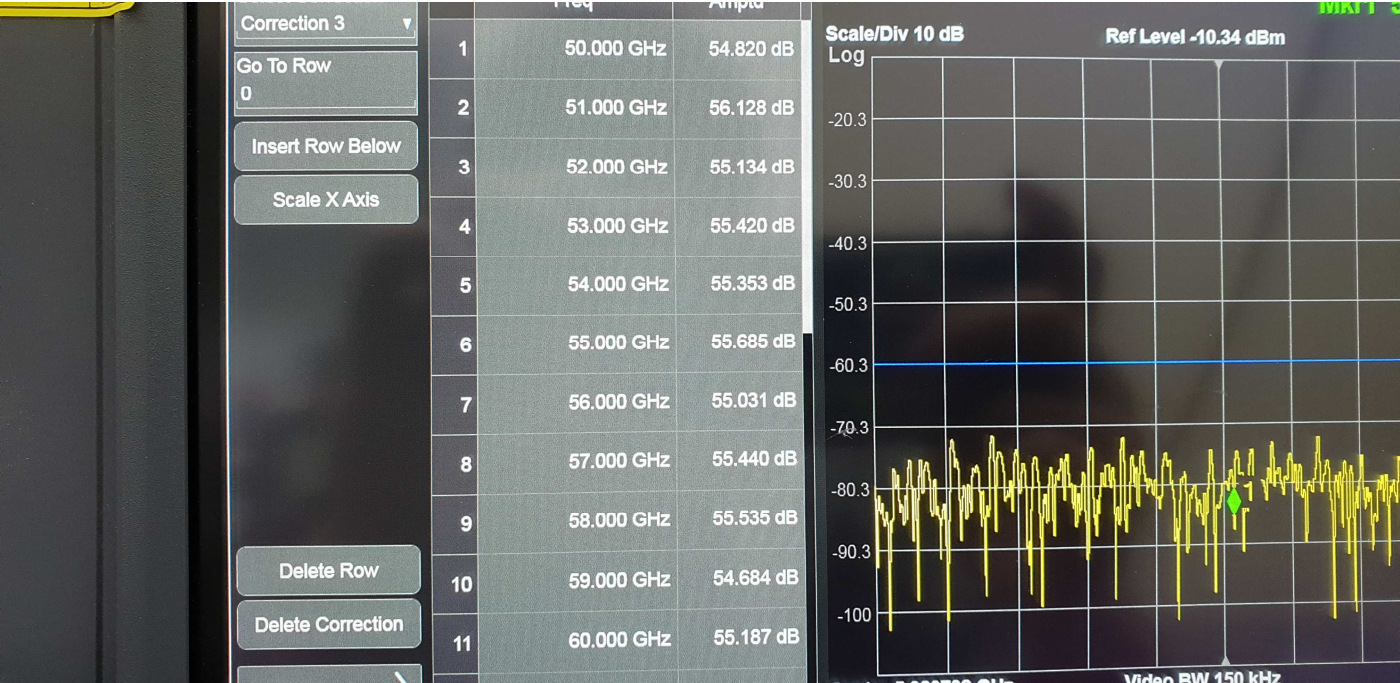 Correction 3
Go To Row
0
Insert Row Below
Scale X Axis
Delete Row
Delete Correction
Freq Amptd
1 50.000 GHz 54.820 dB
2 51.000 GHz 56.128 dB
3 52.000 GHz 55.134 dB
4 53.000 GHz 55.420 dB
5 54.000 GHz 55.353 dB
6 55.000 GHz 55.685 dB
7 56.000 GHz 55.031 dB
8 57.000 GHz 55.440 dB
9 58.000 GHz 55.535 dB
10 59.000 GHz 54.684 dB
11 60.000 GHz 55.187 dB
Mkr1 5
Scale/Div 10 dB Ref Level -10.34 dBm
Log
-20.3
-30.3
-40.3
-50.3
-60.3
-70.3
-80.3
-90.3
-100
1
Video BW 150 kHz